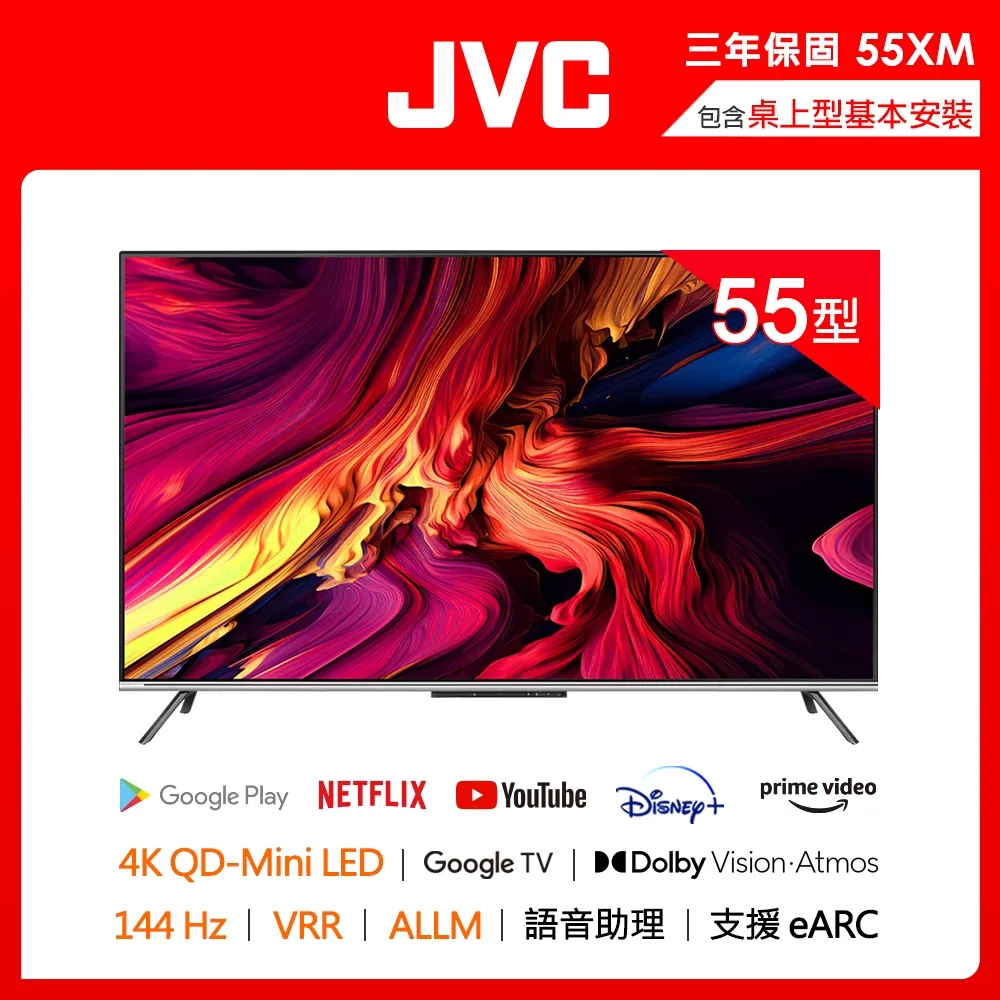 JVC
三年保固 55XM
包含桌上型基本安裝
55型
Google Play NETFLIX YouTube Disney+ prime video
4K QD-Mini LED | Google TV | Dolby Vision·Atmos
144 Hz | VRR | ALLM | 語音助理 | 支援 eARC